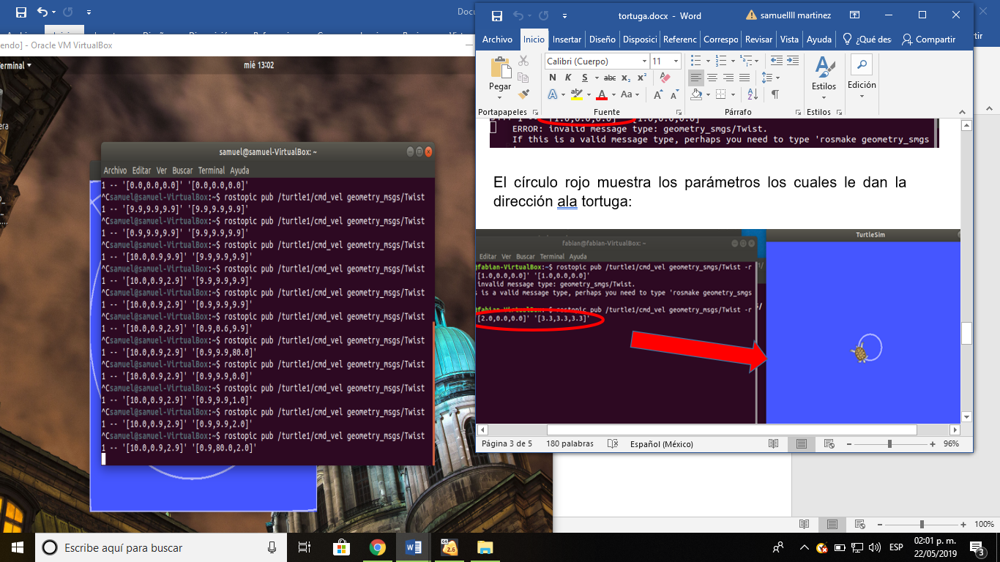 Docu
endo] - Oracle VM VirtualBox
erminal ▾
mié 13:02
samuel@samuel-VirtualBox: ~
Archivo Editar Ver Buscar Terminal Ayuda
1 -- '[0.0,0.0,0.0]' '[0.0,0.0,0.0]'
^Csamuel@samuel-VirtualBox:~$ rostopic pub /turtle1/cmd_vel geometry_msgs/Twist
1 -- '[9.9,9.9,9.9]' '[9.9,9.9,9.9]'
^Csamuel@samuel-VirtualBox:~$ rostopic pub /turtle1/cmd_vel geometry_msgs/Twist
1 -- '[0.9,9.9,9.9]' '[9.9,9.9,9.9]'
^Csamuel@samuel-VirtualBox:~$ rostopic pub /turtle1/cmd_vel geometry_msgs/Twist
1 -- '[10.0,0.9,9.9]' '[9.9,9.9,9.9]'
^Csamuel@samuel-VirtualBox:~$ rostopic pub /turtle1/cmd_vel geometry_msgs/Twist
1 -- '[10.0,0.9,2.9]' '[9.9,9.9,9.9]'
^Csamuel@samuel-VirtualBox:~$ rostopic pub /turtle1/cmd_vel geometry_msgs/Twist
1 -- '[10.0,0.9,2.9]' '[0.9,9.9,9.9]'
^Csamuel@samuel-VirtualBox:~$ rostopic pub /turtle1/cmd_vel geometry_msgs/Twist
1 -- '[10.0,0.9,2.9]' '[0.9,0.6,9.9]'
^Csamuel@samuel-VirtualBox:~$ rostopic pub /turtle1/cmd_vel geometry_msgs/Twist
1 -- '[10.0,0.9,2.9]' '[0.9,9.9,80.0]'
^Csamuel@samuel-VirtualBox:~$ rostopic pub /turtle1/cmd_vel geometry_msgs/Twist
1 -- '[10.0,0.9,2.9]' '[0.9,9.9,0.0]'
^Csamuel@samuel-VirtualBox:~$ rostopic pub /turtle1/cmd_vel geometry_msgs/Twist
1 -- '[10.0,0.9,2.9]' '[0.9,9.9,1.0]'
^Csamuel@samuel-VirtualBox:~$ rostopic pub /turtle1/cmd_vel geometry_msgs/Twist
1 -- '[10.0,0.9,2.9]' '[0.9,9.9,2.0]'
^Csamuel@samuel-VirtualBox:~$ rostopic pub /turtle1/cmd_vel geometry_msgs/Twist
1 -- '[10.0,0.9,2.9]' '[0.9,80.0,2.0]'
tortuga.docx - Word
samuellll martinez
Archivo Inicio Insertar Diseño Disposici Referenc Correspo Revisar Vista Ayuda ¿Qué des Compartir
Pegar
Calibri (Cuerpo) 11
N K S abc x₂ x²
A ab A Aa A A
Estilos
Edición
Portapapeles Fuente Párrafo Estilos
ERROR: invalid message type: geometry_smgs/Twist.
If this is a valid message type, perhaps you need to type 'rosmake geometry_smgs
El círculo rojo muestra los parámetros los cuales le dan la
dirección ala tortuga:
fabian@fabian-VirtualBox: ~
Editar Ver Buscar Terminal Ayuda
@fabian-VirtualBox:~$ rostopic pub /turtle1/cmd_vel geometry_smgs/Twist -r
[1.0,0.0,0.0]' '[1.0,0.0,0.0]'
invalid message type: geometry_smgs/Twist.
s is a valid message type, perhaps you need to type 'rosmake geometry_smgs
@fabian-VirtualBox:~$ rostopic pub /turtle1/cmd_vel geometry_msgs/Twist -r
[2.0,0.0,0.0]' '[3.3,3.3,3.3]'
TurtleSim
Página 3 de 5 180 palabras Español (México) 96%
100%
Escribe aquí para buscar
2.6
ESP
02:01 p. m.
22/05/2019
3